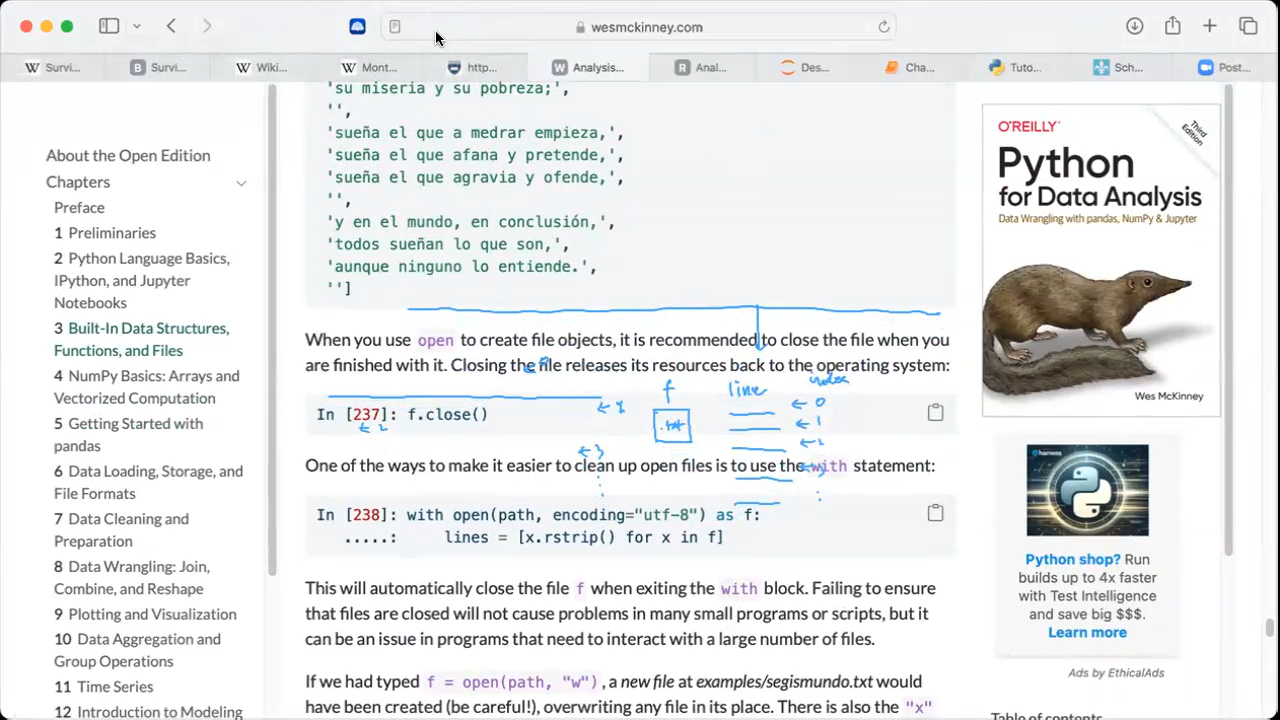 wesmckinney.com
Survi...
Survi...
Wiki...
Mont...
http...
Analysis...
Anal...
Des...
Cha...
Tuto...
Sch...
Post...
About the Open Edition
Chapters
Preface
1 Preliminaries
2 Python Language Basics,
IPython, and Jupyter
Notebooks
3 Built-In Data Structures,
Functions, and Files
4 NumPy Basics: Arrays and
Vectorized Computation
5 Getting Started with
pandas
6 Data Loading, Storage, and
File Formats
7 Data Cleaning and
Preparation
8 Data Wrangling: Join,
Combine, and Reshape
9 Plotting and Visualization
10 Data Aggregation and
Group Operations
11 Time Series
12 Introduction to Modeling
'su miseria y su pobreza;',
'',
'sueña el que a medrar empieza,',
'sueña el que afana y pretende,',
'sueña el que agravia y ofende,',
'',
'y en el mundo, en conclusión,',
'todos sueñan lo que son,',
'aunque ninguno lo entiende.',
'']
When you use open to create file objects, it is recommended to close the file when you
are finished with it. Closing the file releases its resources back to the operating system:
f line index
.txt
← 0
← 1
← 2
In [237]: f.close()
One of the ways to make it easier to clean up open files is to use the with statement:
In [238]: with open(path, encoding="utf-8") as f:
.....: lines = [x.rstrip() for x in f]
This will automatically close the file f when exiting the with block. Failing to ensure
that files are closed will not cause problems in many small programs or scripts, but it
can be an issue in programs that need to interact with a large number of files.
If we had typed f = open(path, "w"), a new file at examples/segismundo.txt would
have been created (be careful!), overwriting any file in its place. There is also the "x"
O'REILLY
Third
Edition
Python
for Data Analysis
Data Wrangling with pandas, NumPy & Jupyter
Wes McKinney
harness
Python shop? Run
builds up to 4x faster
with Test Intelligence
and save big $$$.
Learn more
Ads by EthicalAds
Table of contents